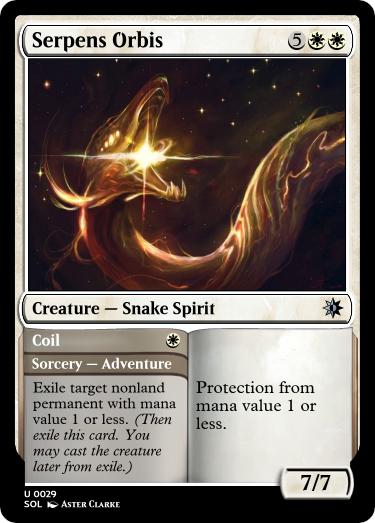 Serpens Orbis 5
Creature — Snake Spirit
Coil
Sorcery — Adventure
Exile target nonland
permanent with mana
value 1 or less. (Then
exile this card. You
may cast the creature
later from exile.)
Protection from
mana value 1 or
less.
7/7
U 0029
SOL Aster Clarke